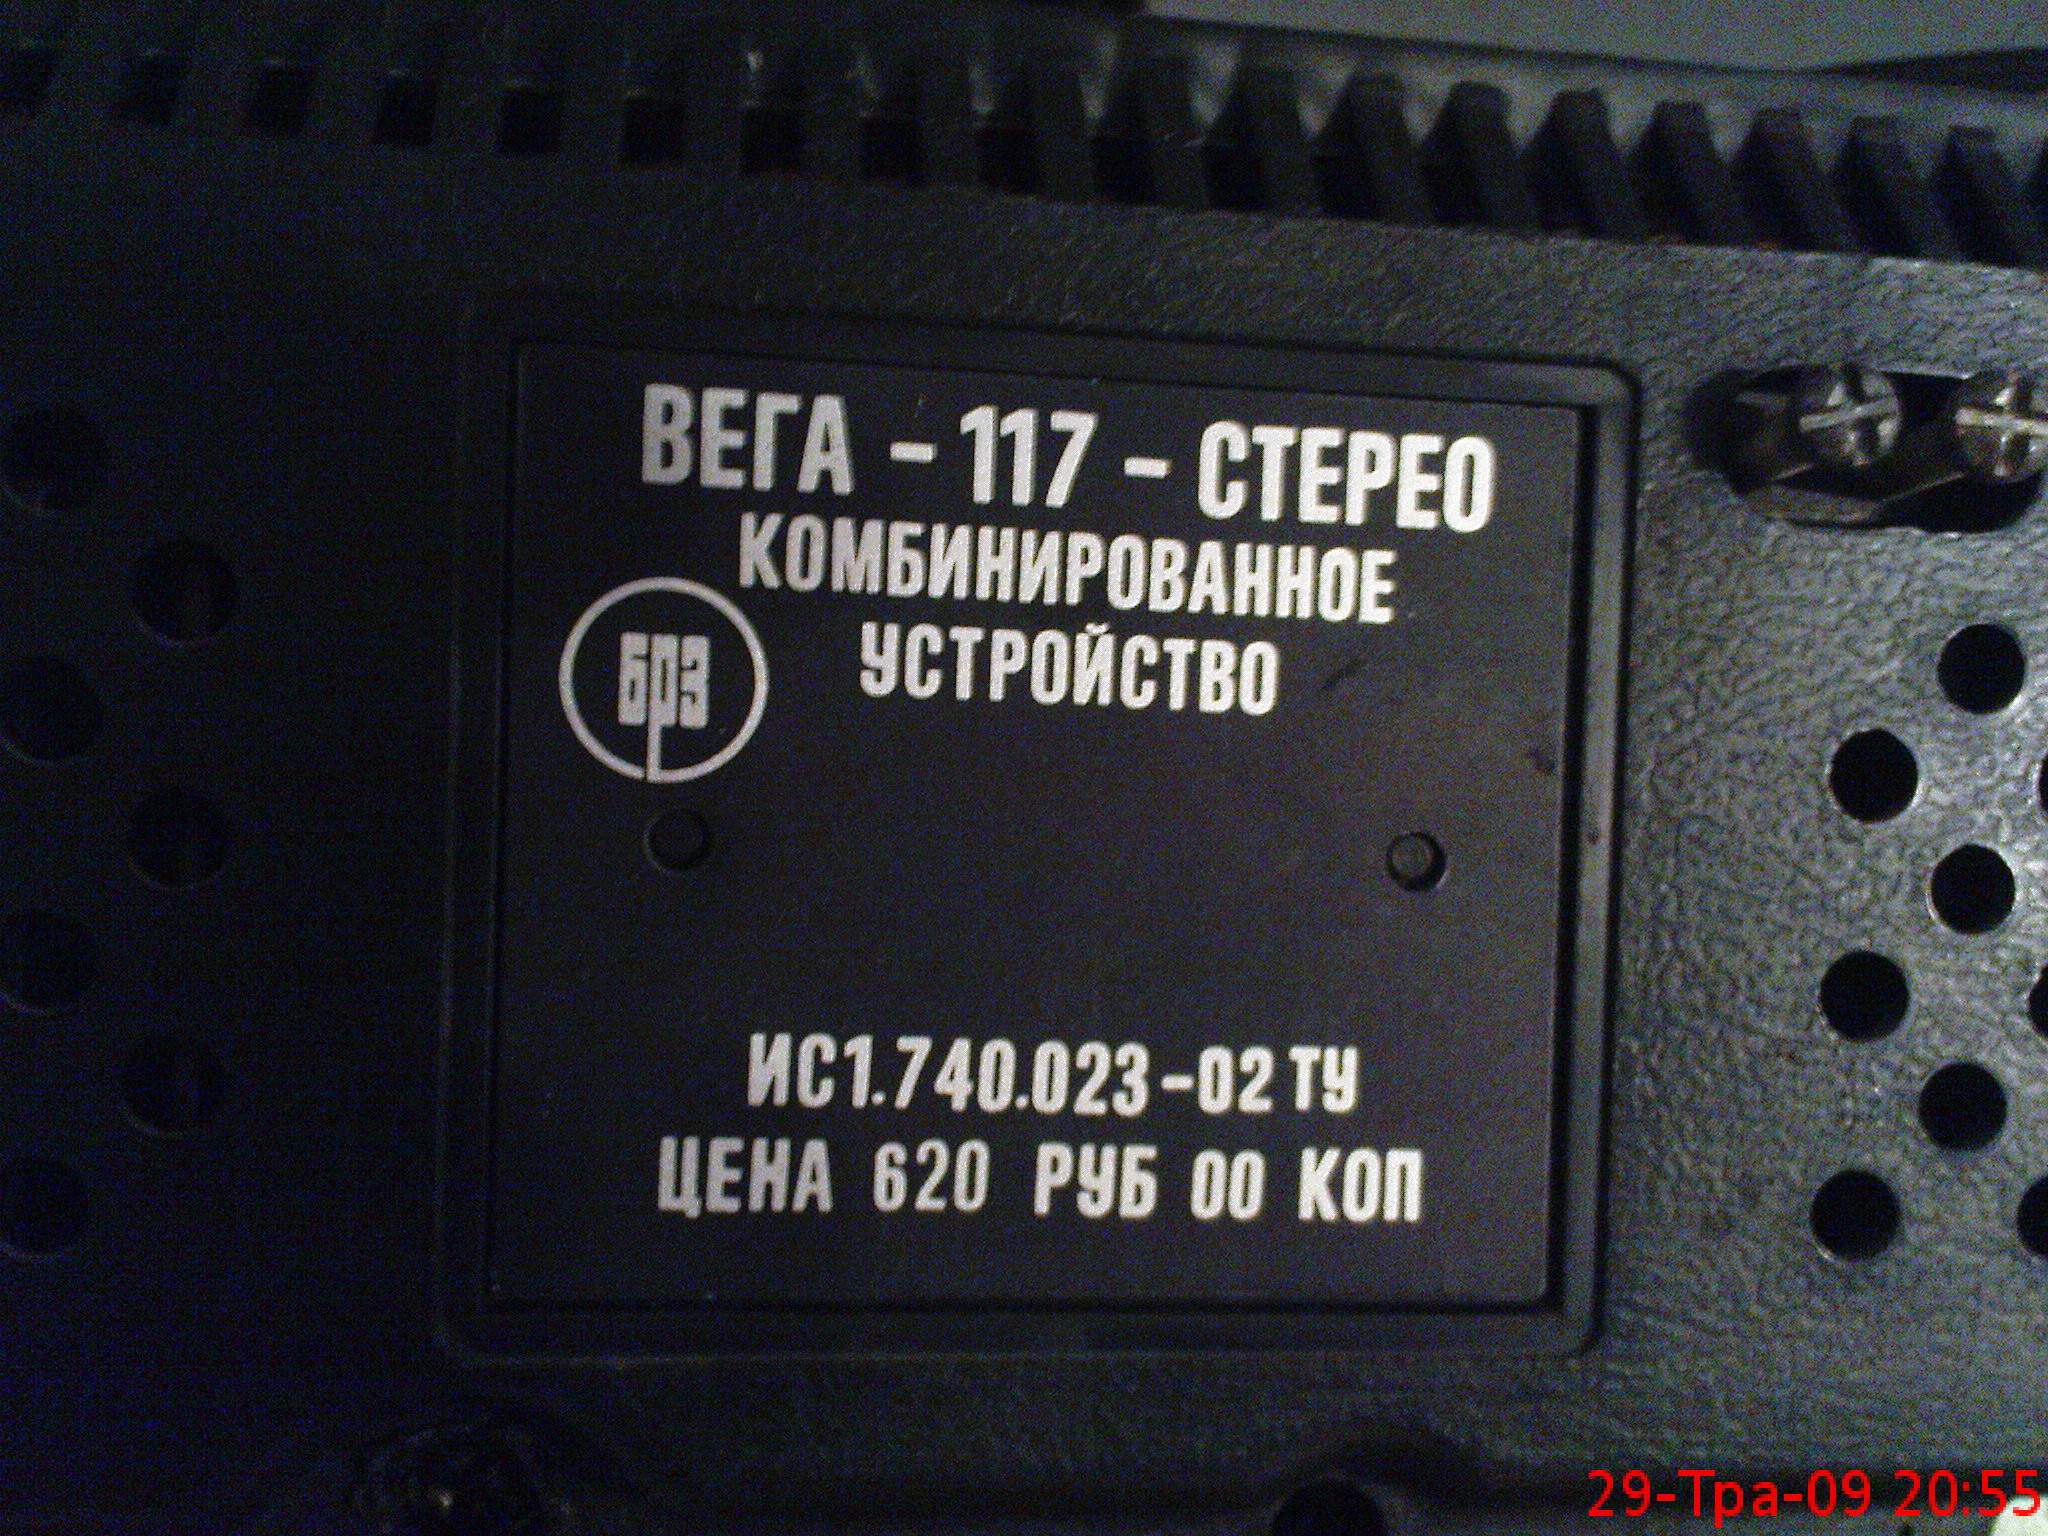 ВЕГА - 117 - СТЕРЕО
КОМБИНИРОВАННОЕ
УСТРОЙСТВО
БРЗ
ИС1.740.023-02 ТУ
ЦЕНА 620 РУБ 00 КОП
29-Тра-09 20:55